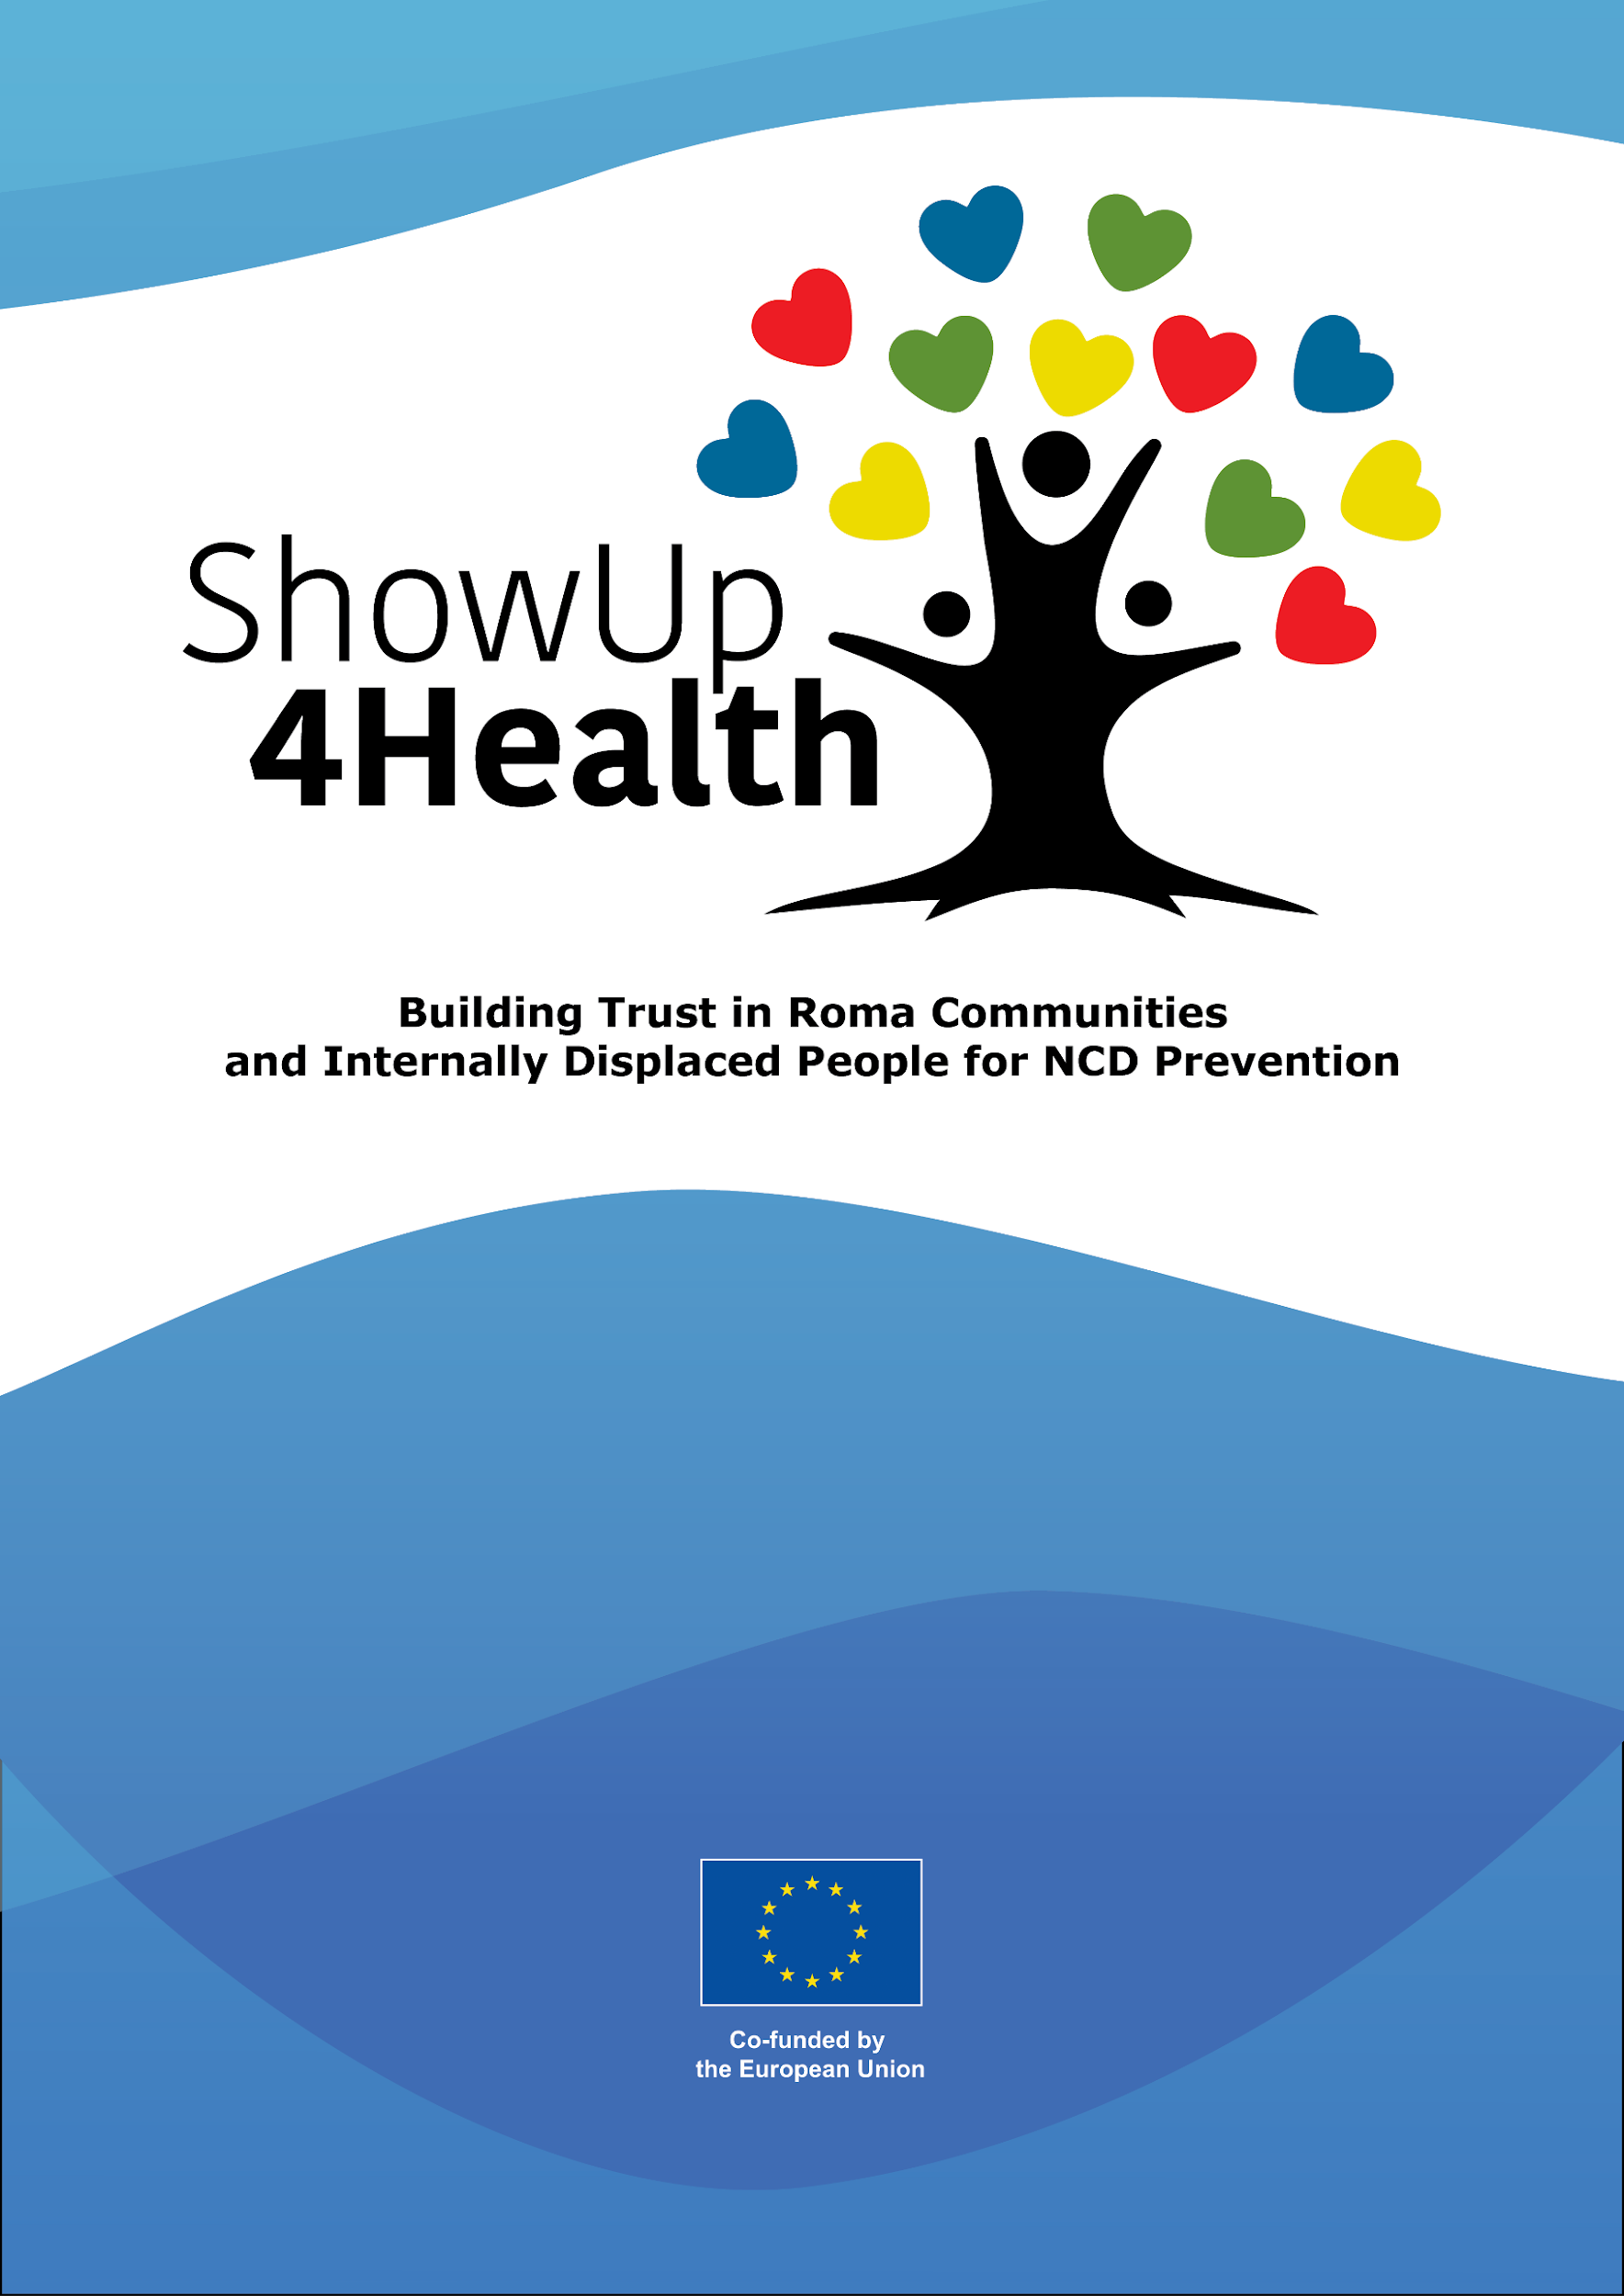 ShowUp
4Health
Building Trust in Roma Communities
and Internally Displaced People for NCD Prevention
Co-funded by
the European Union